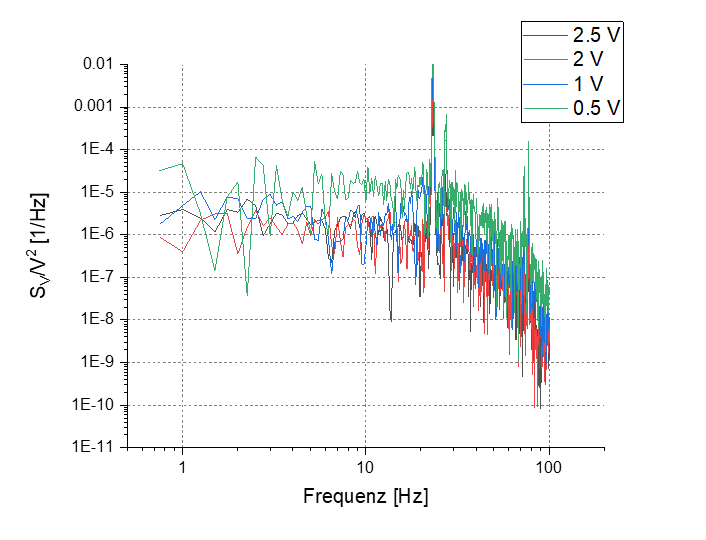 2.5 V
2 V
1 V
0.5 V
0.01
0.001
1E-4
1E-5
1E-6
1E-7
1E-8
1E-9
1E-10
1E-11
S_V/V² [1/Hz]
1 10 100
Frequenz [Hz]